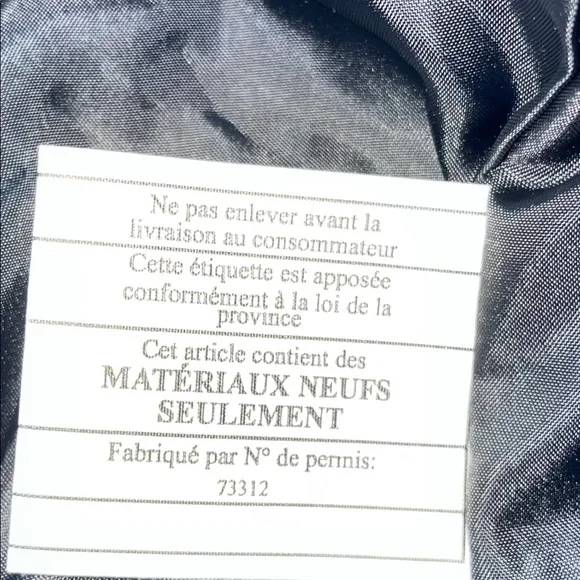 Ne pas enlever avant la
livraison au consommateur
Cette étiquette est apposée
conformément à la loi de la
province
Cet article contient des
MATÉRIAUX NEUFS
SEULEMENT
Fabriqué par N° de permis:
73312